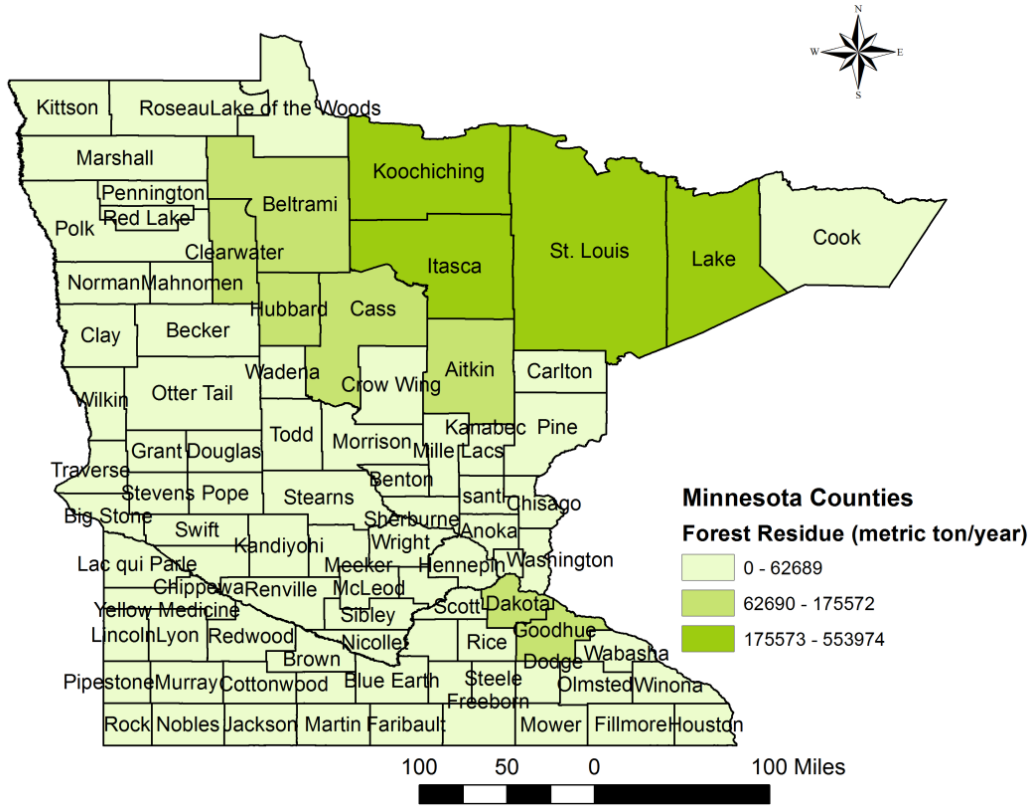 N
W E
S
Kittson Roseau Lake of the Woods
Marshall
Koochiching
Pennington
Beltrami
Red Lake
Polk
Cook
Clearwater
St. Louis
Lake
Itasca
Norman Mahnomen
Hubbard Cass
Becker
Clay
Aitkin
Wadena
Carlton
Crow Wing
Otter Tail
Wilkin
Kanabec Pine
Todd
Morrison
Mille Lacs
Grant Douglas
Traverse
Benton
Stevens Pope
Stearns
santi
Chisago
Big Stone
Sherburne
Swift
Anoka
Kandiyohi
Wright
Washington
Lac qui Parle
Meeker
Hennepin
Chippewa
Renville
McLeod
Yellow Medicine
Scott
Dakota
Sibley
Lincoln Lyon
Redwood
Nicollet
Rice
Goodhue
Wabasha
Brown
Dodge
Pipestone Murray Cottonwood
Blue Earth
Steele
Olmsted Winona
Freeborn
Rock Nobles Jackson Martin Faribault
Mower Fillmore Houston
Minnesota Counties
Forest Residue (metric ton/year)
0 - 62689
62690 - 175572
175573 - 553974
100 50 0 100 Miles